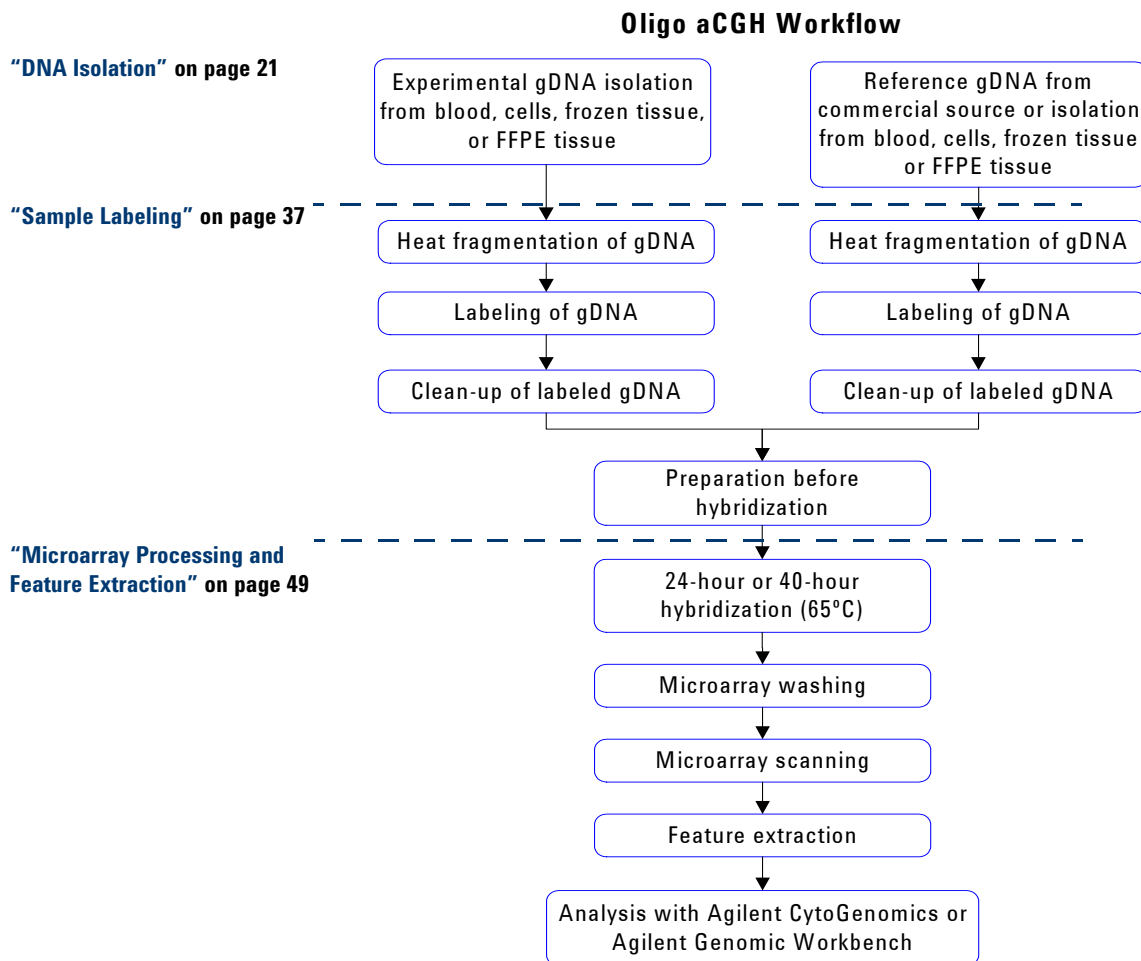 Oligo aCGH Workflow
“DNA Isolation” on page 21
Experimental gDNA isolation
from blood, cells, frozen tissue,
or FFPE tissue
Reference gDNA from
commercial source or isolation
from blood, cells, frozen tissue
or FFPE tissue
“Sample Labeling” on page 37
Heat fragmentation of gDNA
Heat fragmentation of gDNA
Labeling of gDNA
Labeling of gDNA
Clean-up of labeled gDNA
Clean-up of labeled gDNA
Preparation before
hybridization
“Microarray Processing and
Feature Extraction” on page 49
24-hour or 40-hour
hybridization (65ºC)
Microarray washing
Microarray scanning
Feature extraction
Analysis with Agilent CytoGenomics or
Agilent Genomic Workbench